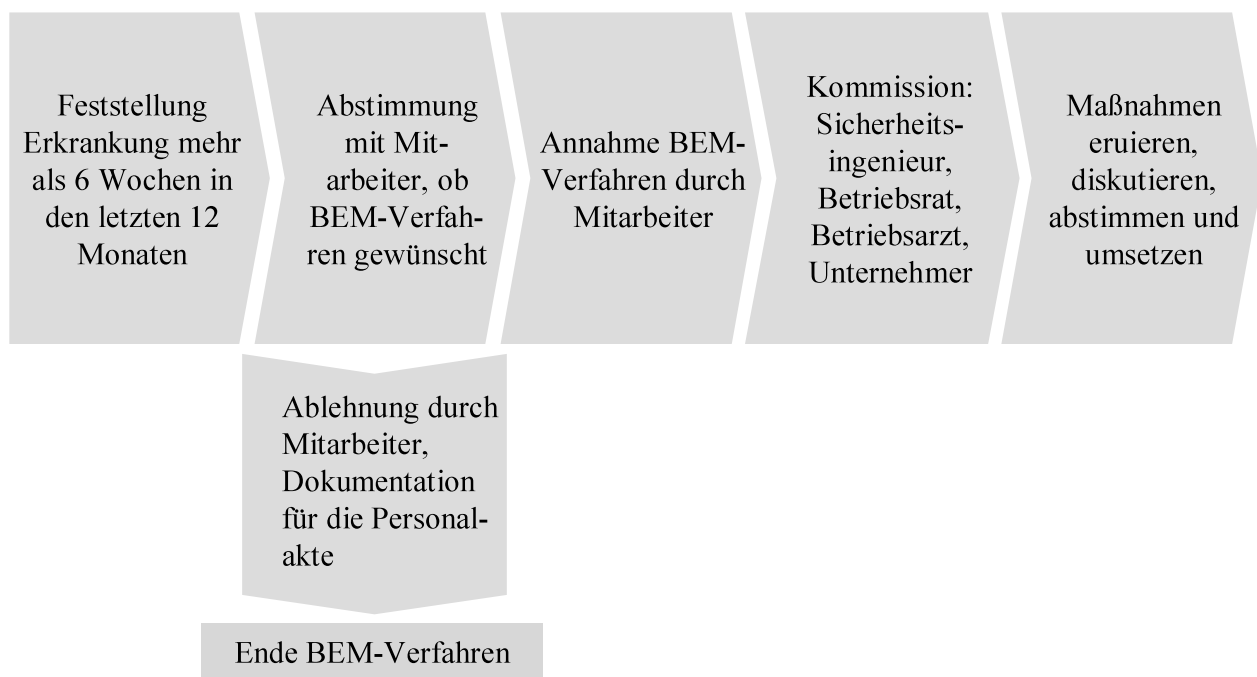 Feststellung
Erkrankung mehr
als 6 Wochen in
den letzten 12
Monaten
Abstimmung
mit Mit-
arbeiter, ob
BEM-Verfah-
ren gewünscht
Annahme BEM-
Verfahren durch
Mitarbeiter
Kommission:
Sicherheits-
ingenieur,
Betriebsrat,
Betriebsarzt,
Unternehmer
Maßnahmen
eruieren,
diskutieren,
abstimmen und
umsetzen
Ablehnung durch
Mitarbeiter,
Dokumentation
für die Personal-
akte
Ende BEM-Verfahren